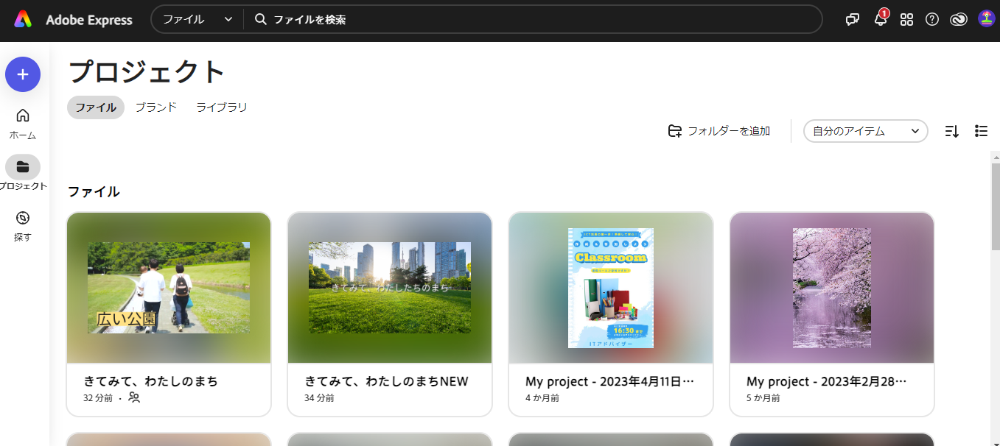 Adobe Express
ファイル
ファイルを検索
1
プロジェクト
ファイル
ブランド
ライブラリ
フォルダーを追加
自分のアイテム
ホーム
プロジェクト
探す
ファイル
広い公園
きてみて、わたしのまち
32 分前
きてみて、わたしたちのまち
きてみて、わたしのまちNEW
34 分前
Classroom
16:30 まで
ITアドバイザー
My project - 2023年4月11日…
4 か月前
My project - 2023年2月28…
5 か月前